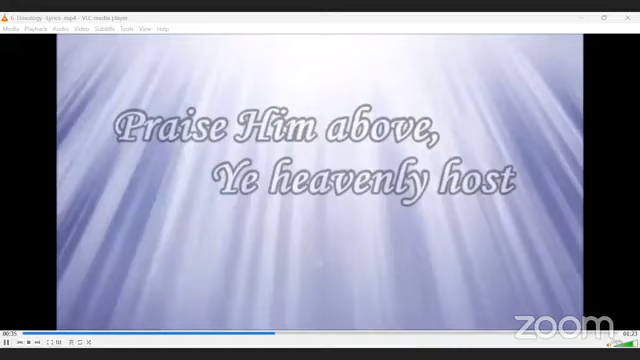 6. Doxology -Lyrics .mp4 - VLC media player
Media Playback Audio Video Subtitle Tools View Help
Praise Him above,
Ye heavenly host
00:35
01:23
zoom